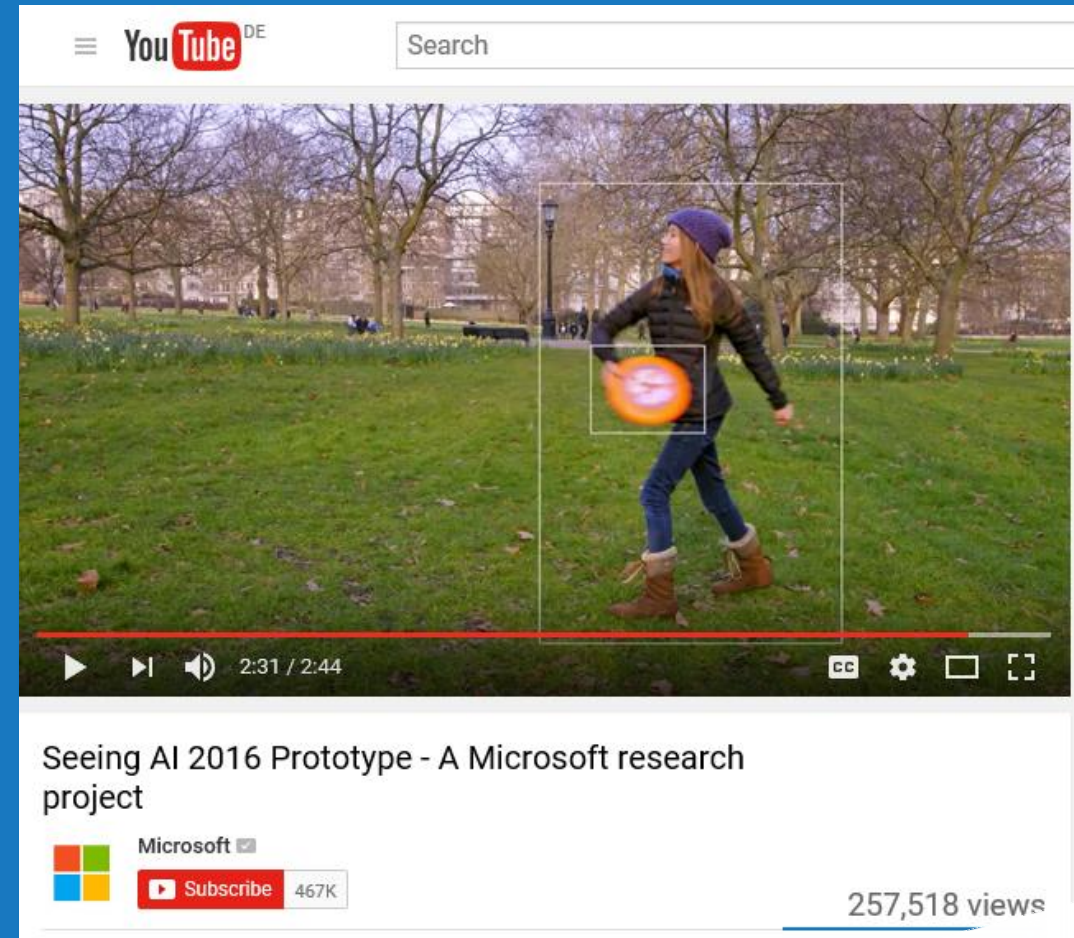 YouTube DE
Search
2:31 / 2:44
CC
Seeing AI 2016 Prototype - A Microsoft research
project
Microsoft
Subscribe 467K
257,518 views